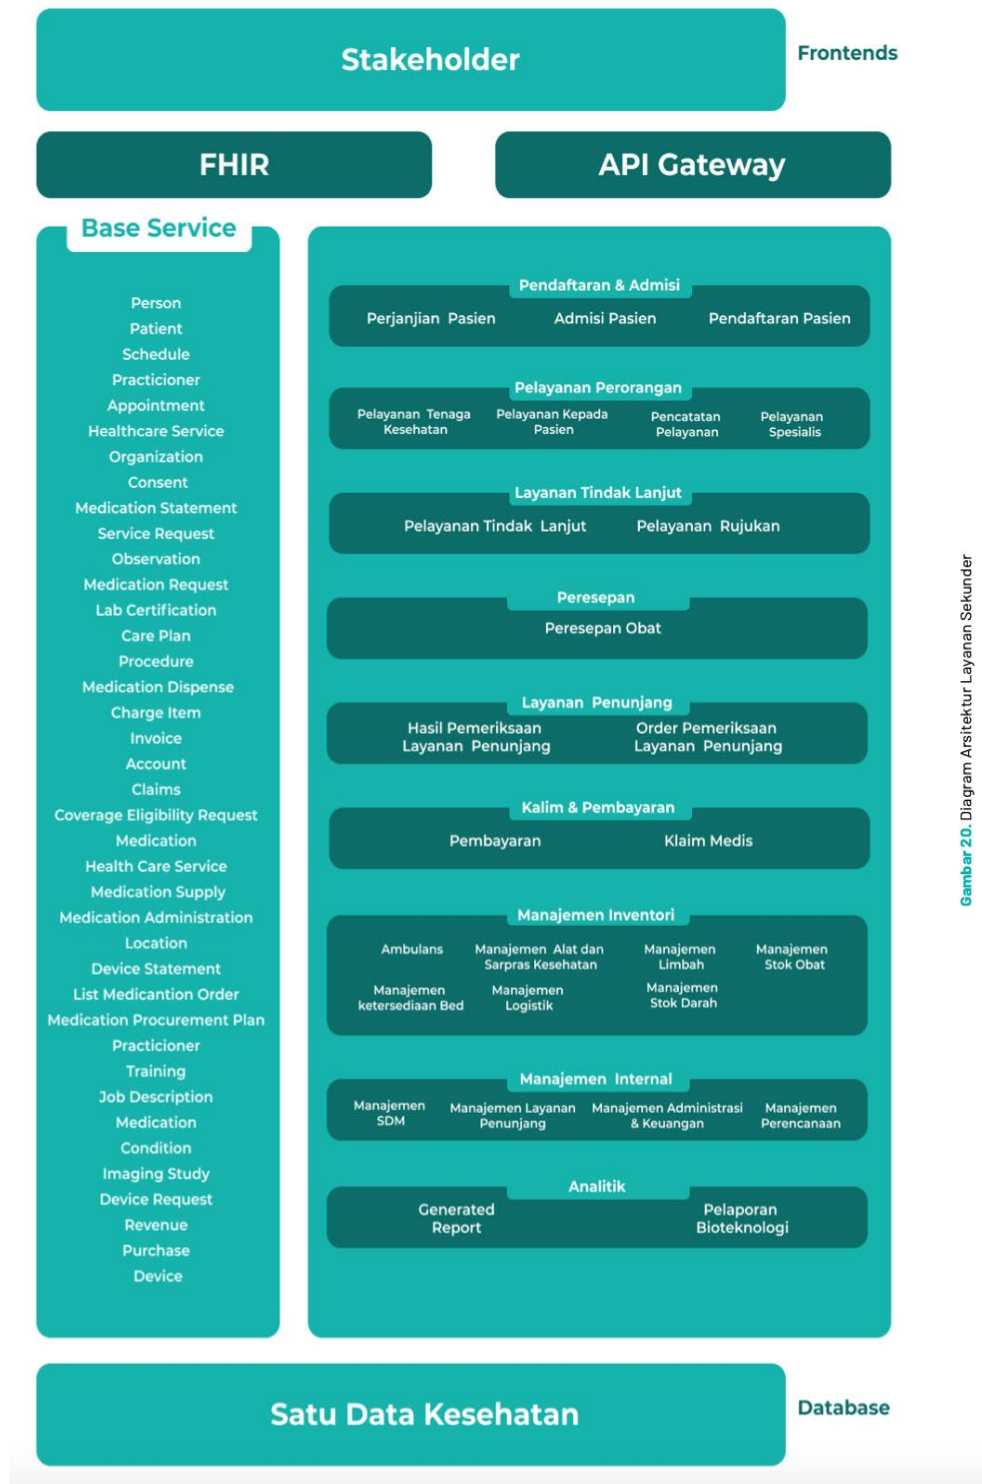 Stakeholder
Frontends
FHIR
API Gateway
Base Service
Person
Patient
Schedule
Practicioner
Appointment
Healthcare Service
Organization
Consent
Medication Statement
Service Request
Observation
Medication Request
Lab Certification
Care Plan
Procedure
Medication Dispense
Charge Item
Invoice
Account
Claims
Coverage Eligibility Request
Medication
Health Care Service
Medication Supply
Medication Administration
Location
Device Statement
List Medicantion Order
Medication Procurement Plan
Practicioner
Training
Job Description
Medication
Condition
Imaging Study
Device Request
Revenue
Purchase
Device
Pendaftaran & Admisi
Perjanjian Pasien
Admisi Pasien
Pendaftaran Pasien
Pelayanan Perorangan
Pelayanan Tenaga
Kesehatan
Pelayanan Kepada
Pasien
Pencatatan
Pelayanan
Pelayanan
Spesialis
Layanan Tindak Lanjut
Pelayanan Tindak Lanjut
Pelayanan Rujukan
Peresepan
Peresepan Obat
Layanan Penunjang
Hasil Pemeriksaan
Layanan Penunjang
Order Pemeriksaan
Layanan Penunjang
Kalim & Pembayaran
Pembayaran
Klaim Medis
Manajemen Inventori
Ambulans
Manajemen Alat dan
Sarpras Kesehatan
Manajemen
Limbah
Manajemen
Stok Obat
Manajemen
ketersediaan Bed
Manajemen
Logistik
Manajemen
Stok Darah
Manajemen Internal
Manajemen
SDM
Manajemen Layanan
Penunjang
Manajemen Administrasi
& Keuangan
Manajemen
Perencanaan
Analitik
Generated
Report
Pelaporan
Bioteknologi
Satu Data Kesehatan
Database
Gambar 20. Diagram Arsitektur Layanan Sekunder